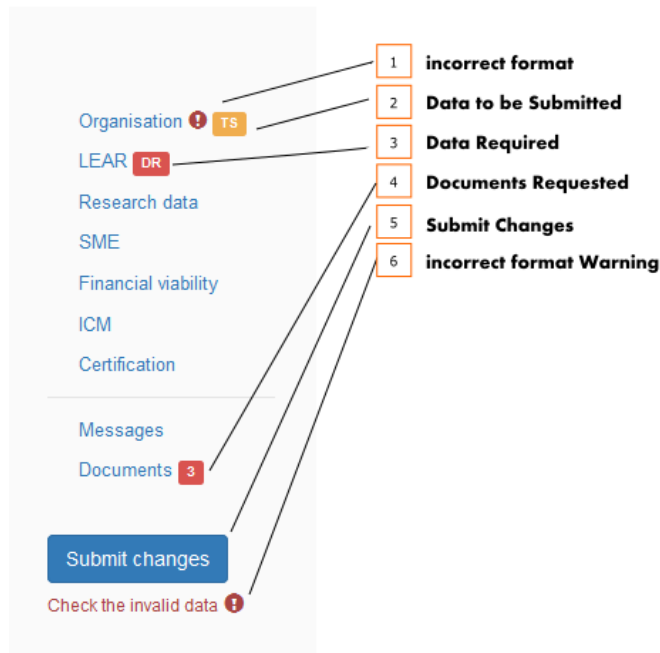 1 incorrect format
2 Data to be Submitted
3 Data Required
4 Documents Requested
5 Submit Changes
6 incorrect format Warning
Organisation ! TS
LEAR DR
Research data
SME
Financial viability
ICM
Certification
Messages
Documents 3
Submit changes
Check the invalid data !